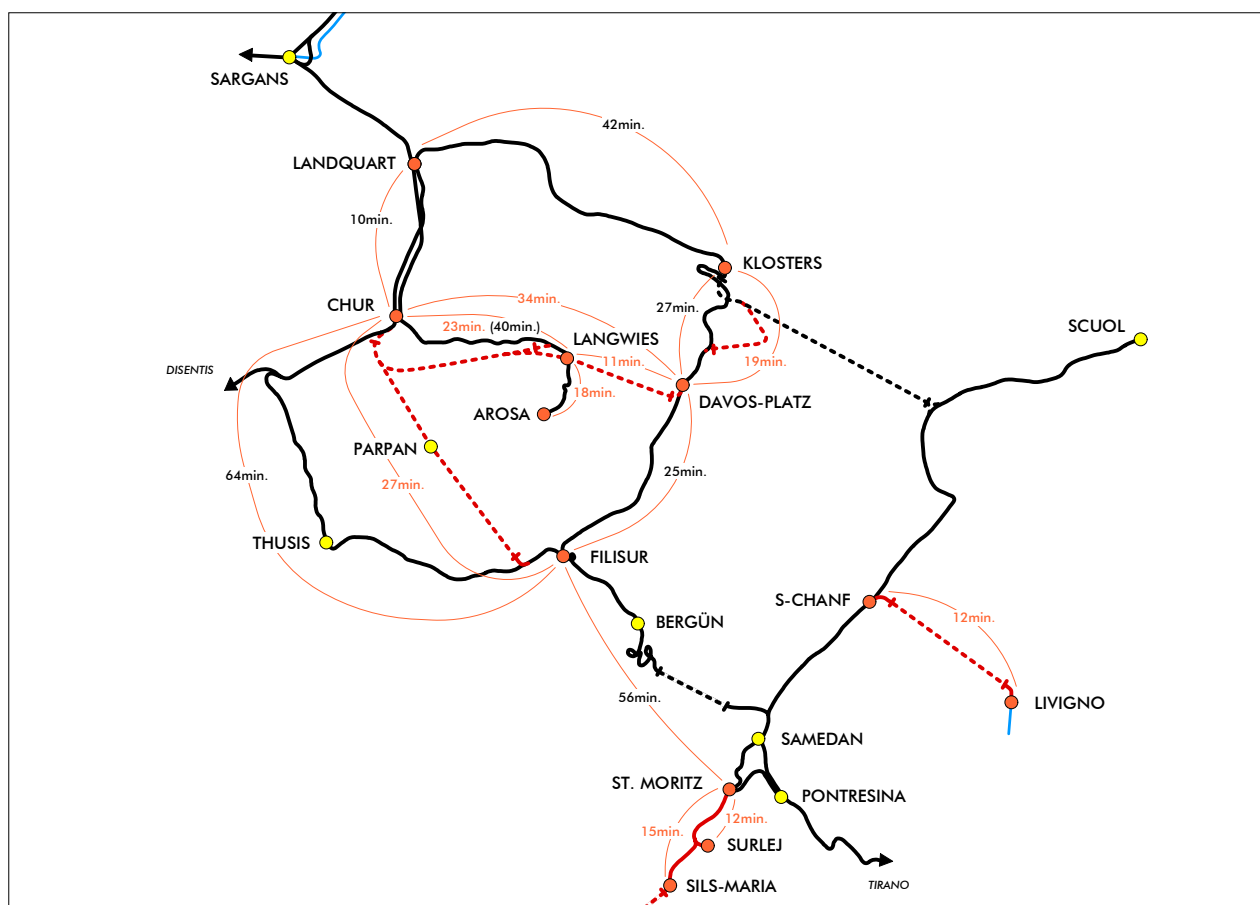 42min.
SARGANS
LANDQUART
10min.
KLOSTERS
CHUR
34min.
27min.
23min. (40min.)
LANGWIES
SCUOL
DISENTIS
11min.
19min.
18min.
DAVOS-PLATZ
AROSA
PARPAN
64min.
27min.
25min.
THUSIS
FILISUR
S-CHANF
12min.
BERGÜN
56min.
LIVIGNO
SAMEDAN
ST. MORITZ
PONTRESINA
15min.
12min.
SURLEJ
SILS-MARIA
TIRANO